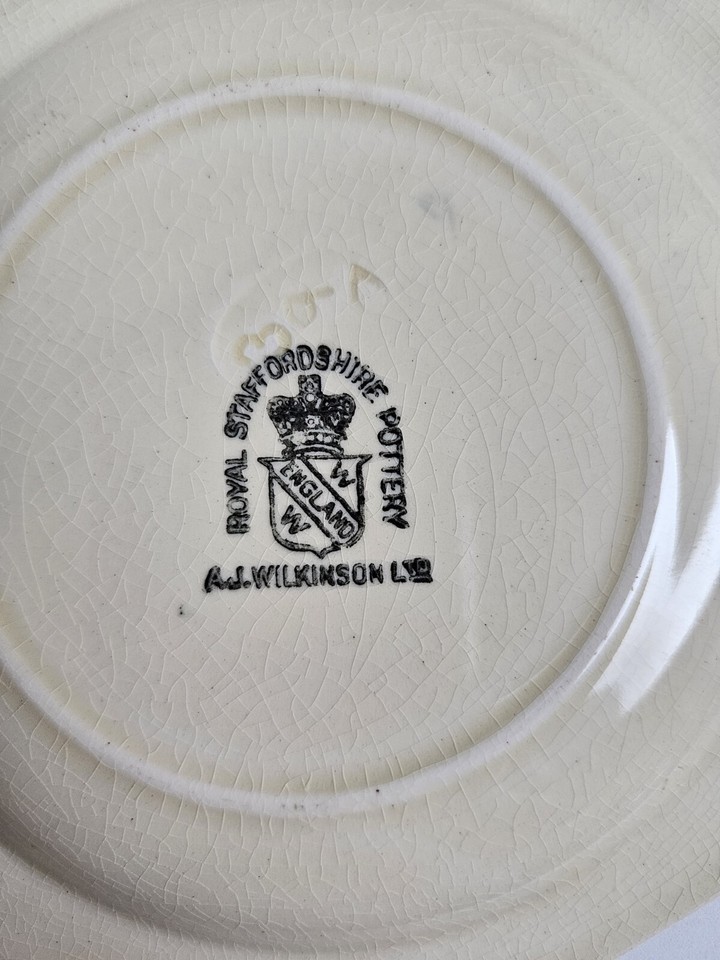 ROYAL STAFFORDSHIRE POTTERY
W
ENGLAND
W
A.J. WILKINSON LTD